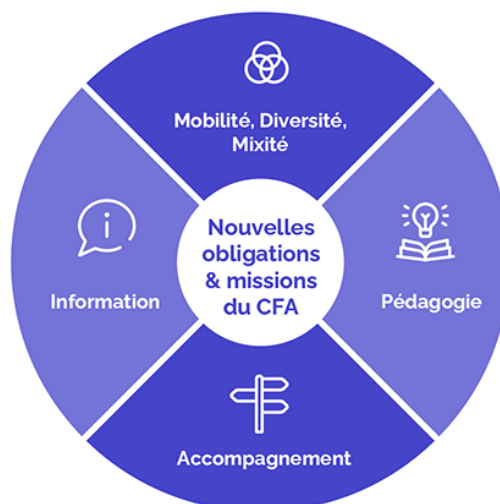 Mobilité, Diversité,
Mixité
Information
Nouvelles
obligations
& missions
du CFA
Pédagogie
Accompagnement